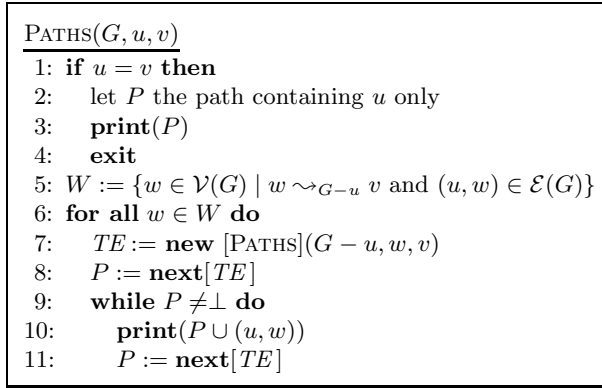 PATHS(G, u, v)
1: if u = v then
2: let P the path containing u only
3: print(P)
4: exit
5: W := {w ∈ V(G) | w ⇝_{G−u} v and (u, w) ∈ E(G)}
6: for all w ∈ W do
7: TE := new [PATHS](G − u, w, v)
8: P := next[TE]
9: while P ≠⊥ do
10: print(P ∪ (u, w))
11: P := next[TE]